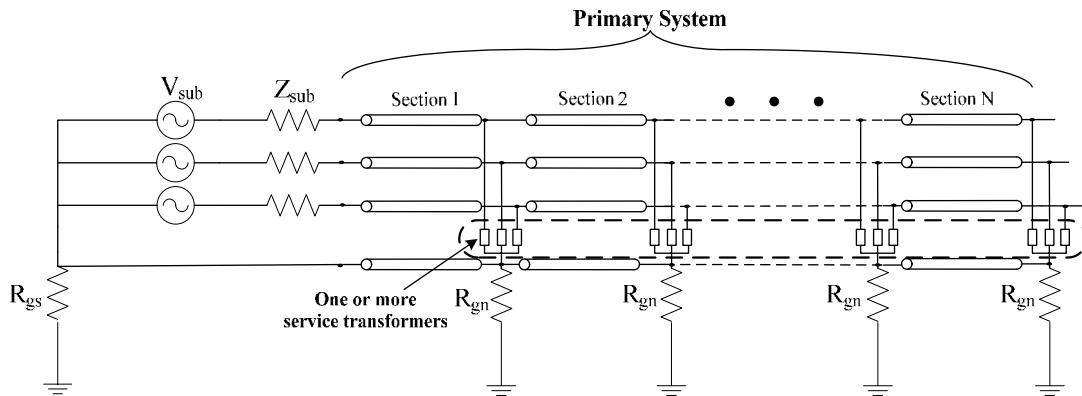 Primary System
V_sub
Z_sub
Section 1
Section 2
Section N
One or more
service transformers
R_gs
R_gn
R_gn
R_gn
R_gn